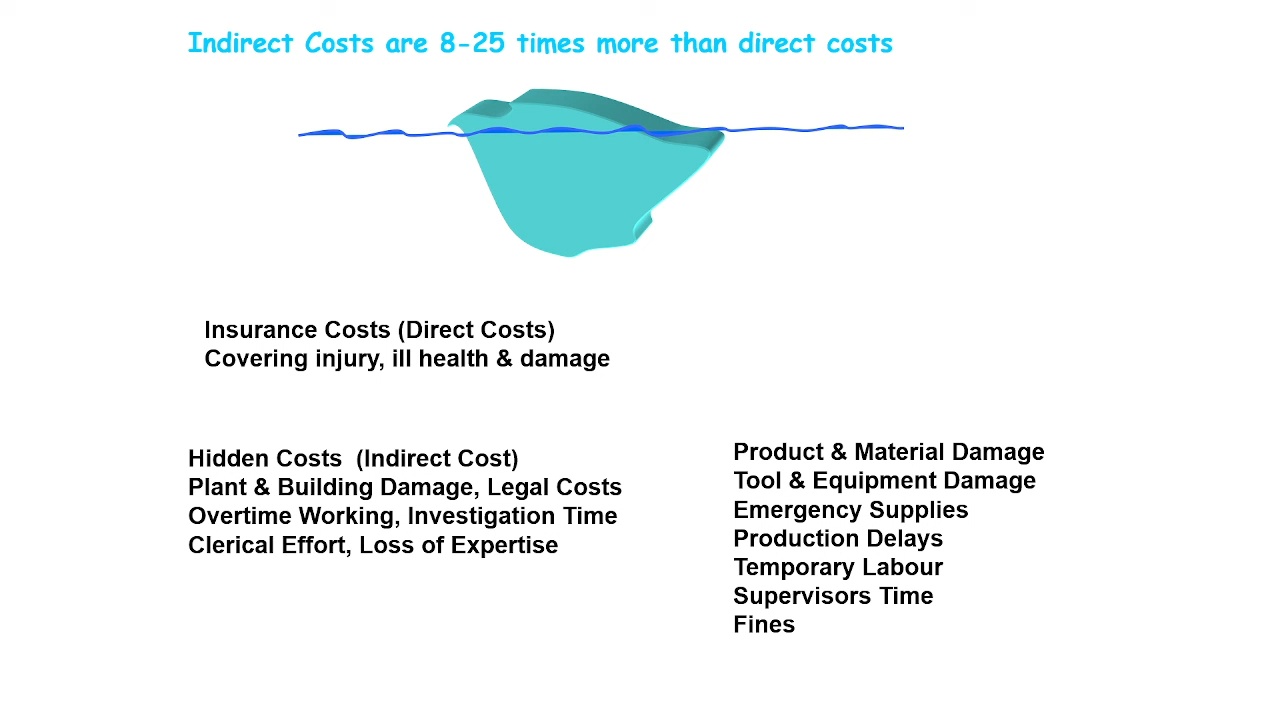 Indirect Costs are 8-25 times more than direct costs
Insurance Costs (Direct Costs)
Covering injury, ill health & damage
Hidden Costs  (Indirect Cost)
Plant & Building Damage, Legal Costs
Overtime Working, Investigation Time
Clerical Effort, Loss of Expertise
Product & Material Damage
Tool & Equipment Damage
Emergency Supplies
Production Delays
Temporary Labour
Supervisors Time
Fines